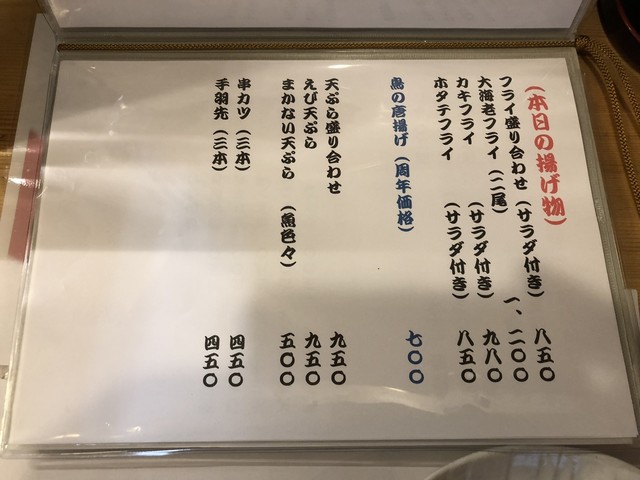 (本日の揚げ物)
フライ盛り合わせ (サラダ付き) 八五〇
大海老フライ (二尾) 一、二〇〇
カキフライ (サラダ付き) 九八〇
ホタテフライ (サラダ付き) 八五〇
鳥の唐揚げ (周年価格) 七〇〇
天ぷら盛り合わせ 九五〇
えび天ぷら 九五〇
まかない天ぷら (魚色々) 五〇〇
串カツ (三本) 四五〇
手羽先 (三本) 四五〇